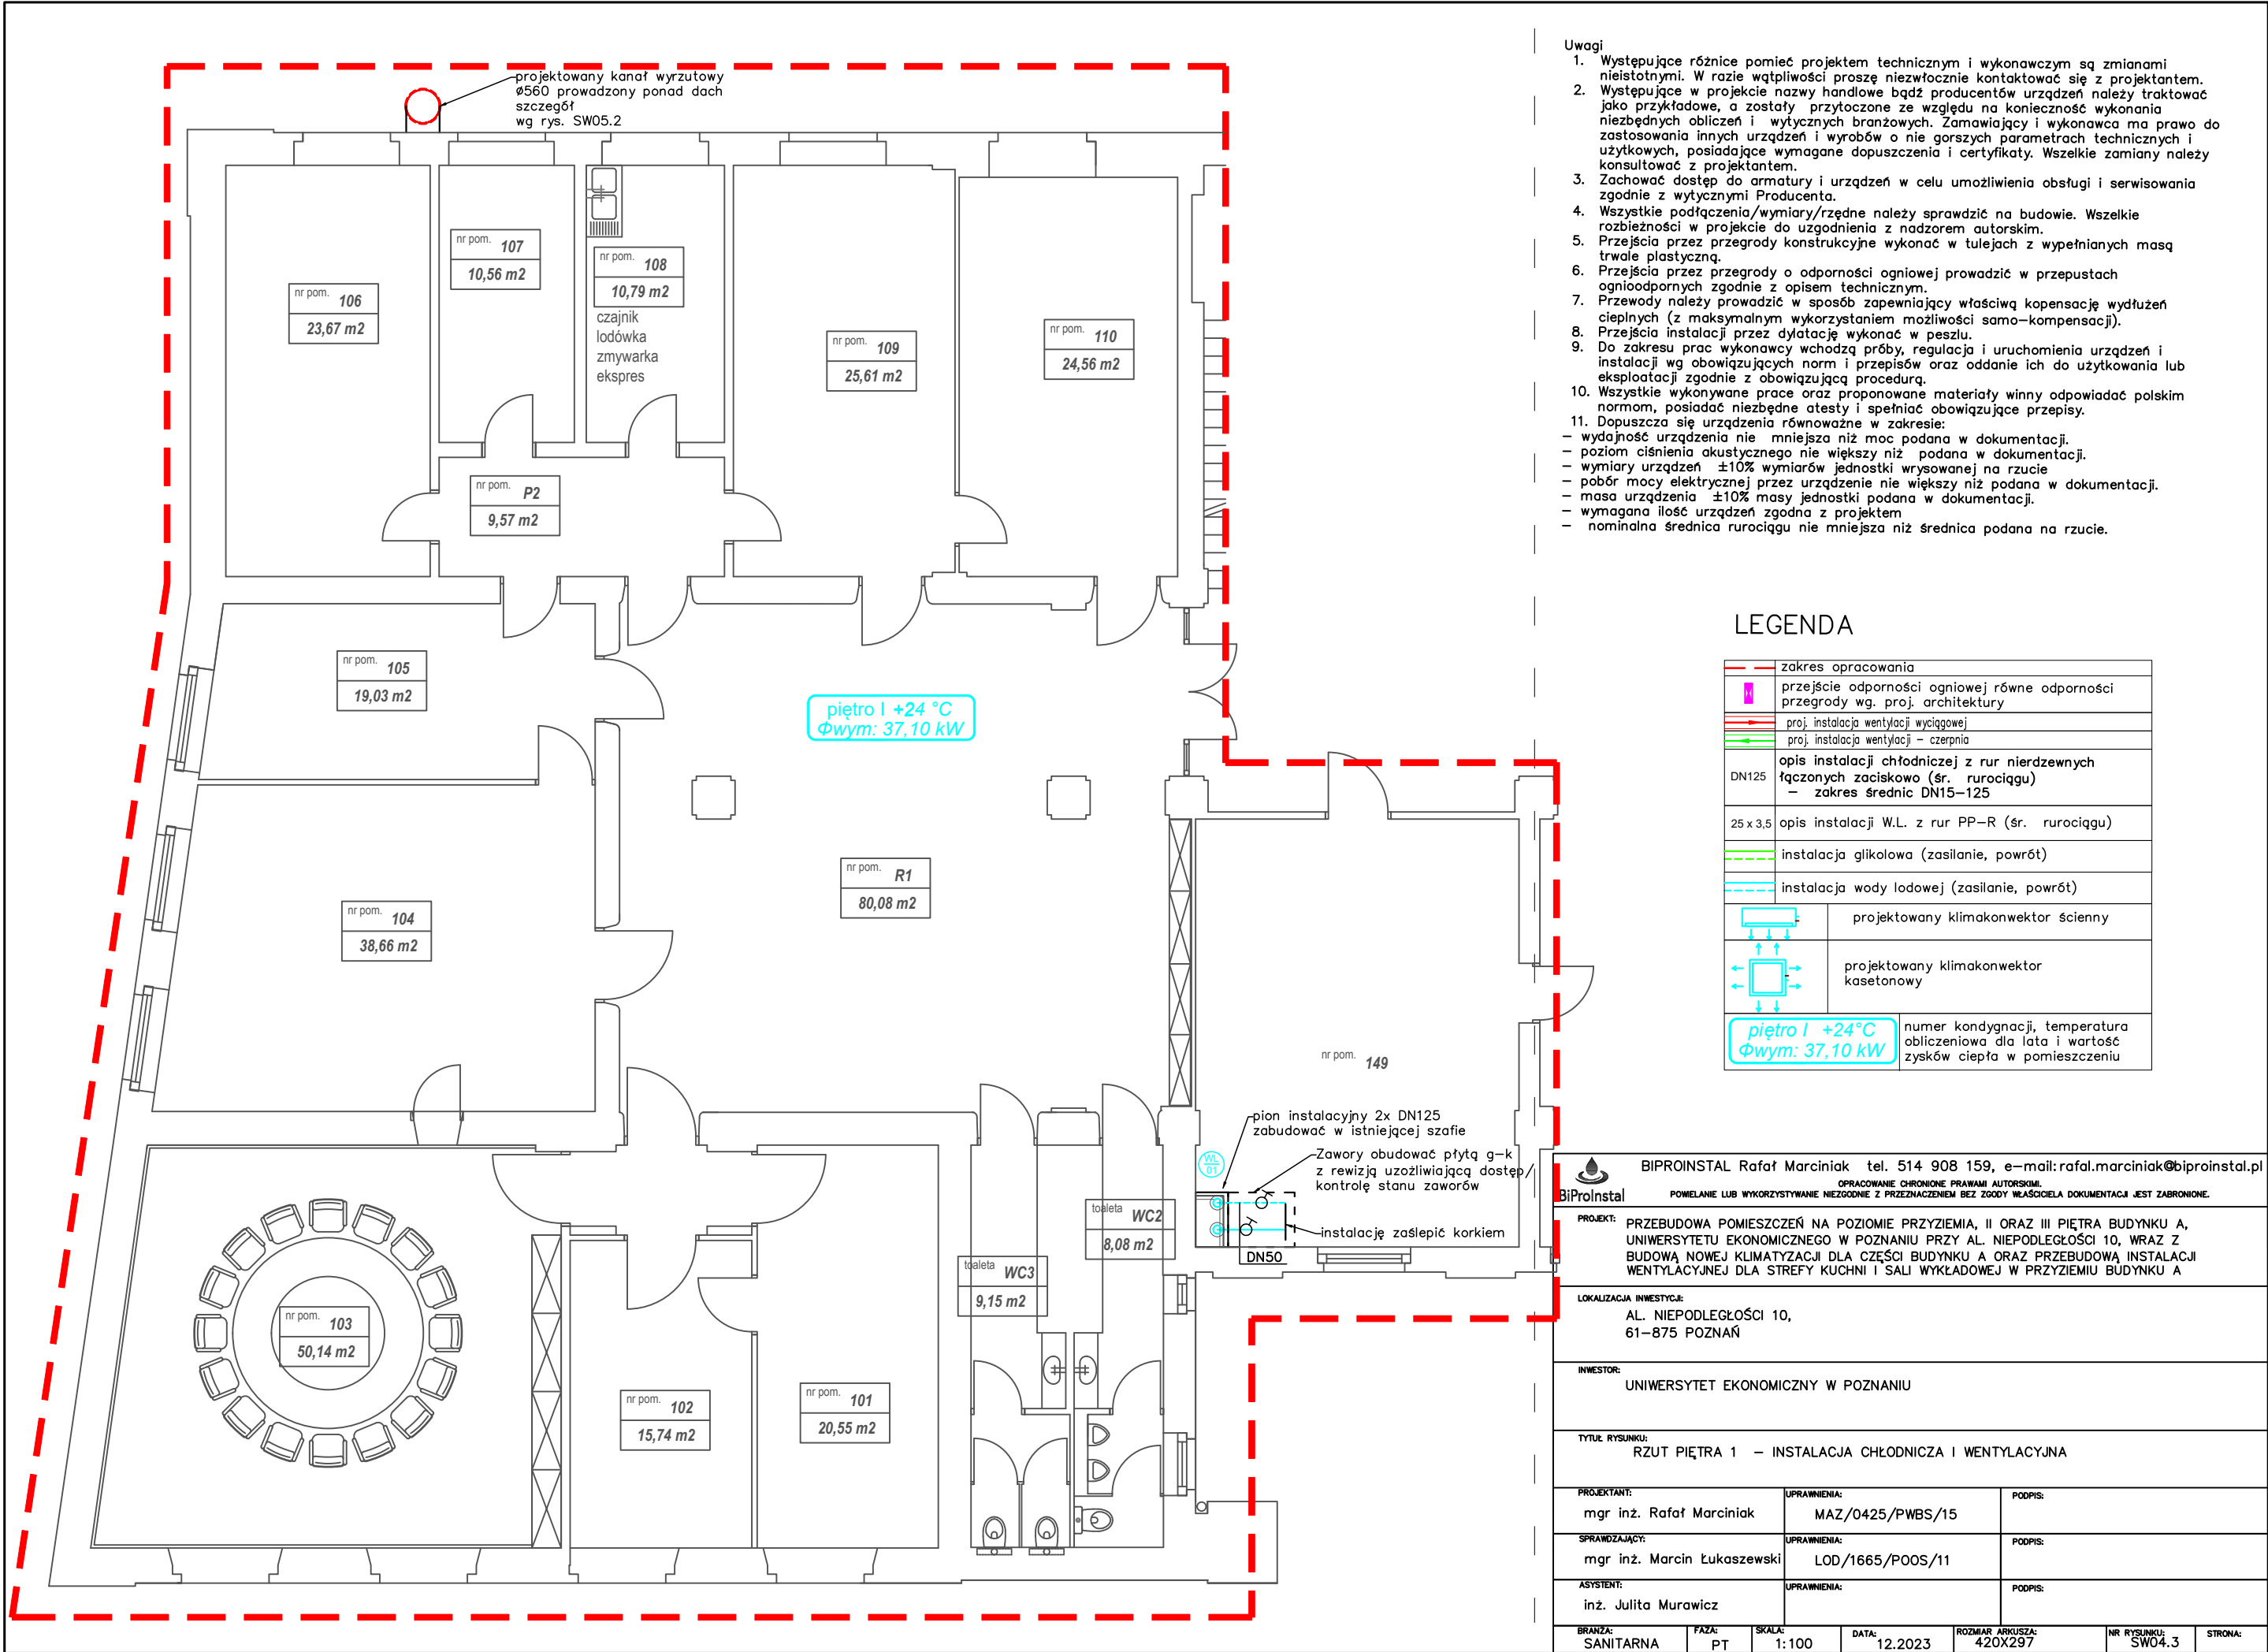 projektowany kanał wyrzutowy
ø560 prowadzony ponad dach
szczegół
wg rys. SW05.2
nr pom. 106
23,67 m2
nr pom. 107
10,56 m2
nr pom. 108
10,79 m2
czajnik
lodówka
zmywarka
ekspres
nr pom. 109
25,61 m2
nr pom. 110
24,56 m2
nr pom. P2
9,57 m2
nr pom. 105
19,03 m2
piętro I +24 °C
Φwym: 37,10 kW
nr pom. R1
80,08 m2
nr pom. 104
38,66 m2
nr pom. 149
pion instalacyjny 2x DN125
zabudować w istniejącej szafie
WL
01
Zawory obudować płytą g-k
z rewizją uzożliwiającą dostęp/
kontrolę stanu zaworów
instalację zaślepić korkiem
DN50
toaleta WC2
8,08 m2
toaleta WC3
9,15 m2
nr pom. 103
50,14 m2
nr pom. 102
15,74 m2
nr pom. 101
20,55 m2
Uwagi
1. Występujące różnice pomieć projektem technicznym i wykonawczym są zmianami
nieistotnymi. W razie wątpliwości proszę niezwłocznie kontaktować się z projektantem.
2. Występujące w projekcie nazwy handlowe bądź producentów urządzeń należy traktować
jako przykładowe, a zostały przytoczone ze względu na konieczność wykonania
niezbędnych obliczeń i wytycznych branżowych. Zamawiający i wykonawca ma prawo do
zastosowania innych urządzeń i wyrobów o nie gorszych parametrach technicznych i
użytkowych, posiadające wymagane dopuszczenia i certyfikaty. Wszelkie zamiany należy
konsultować z projektantem.
3. Zachować dostęp do armatury i urządzeń w celu umożliwienia obsługi i serwisowania
zgodnie z wytycznymi Producenta.
4. Wszystkie podłączenia/wymiary/rzędne należy sprawdzić na budowie. Wszelkie
rozbieżności w projekcie do uzgodnienia z nadzorem autorskim.
5. Przejścia przez przegrody konstrukcyjne wykonać w tulejach z wypełnianych masą
trwale plastyczną.
6. Przejścia przez przegrody o odporności ogniowej prowadzić w przepustach
ognioodpornych zgodnie z opisem technicznym.
7. Przewody należy prowadzić w sposób zapewniający właściwą kopensację wydłużeń
cieplnych (z maksymalnym wykorzystaniem możliwości samo-kompensacji).
8. Przejścia instalacji przez dylatację wykonać w peszlu.
9. Do zakresu prac wykonawcy wchodzą próby, regulacja i uruchomienia urządzeń i
instalacji wg obowiązujących norm i przepisów oraz oddanie ich do użytkowania lub
eksploatacji zgodnie z obowiązującą procedurą.
10. Wszystkie wykonywane prace oraz proponowane materiały winny odpowiadać polskim
normom, posiadać niezbędne atesty i spełniać obowiązujące przepisy.
11. Dopuszcza się urządzenia równoważne w zakresie:
- wydajność urządzenia nie mniejsza niż moc podana w dokumentacji.
- poziom ciśnienia akustycznego nie większy niż podana w dokumentacji.
- wymiary urządzeń ±10% wymiarów jednostki wrysowanej na rzucie
- pobór mocy elektrycznej przez urządzenie nie większy niż podana w dokumentacji.
- masa urządzenia ±10% masy jednostki podana w dokumentacji.
- wymagana ilość urządzeń zgodna z projektem
- nominalna średnica rurociągu nie mniejsza niż średnica podana na rzucie.
LEGENDA
zakres opracowania
przejście odporności ogniowej równe odporności
przegrody wg. proj. architektury
proj. instalacja wentylacji wyciągowej
proj. instalacja wentylacji - czerpnia
DN125 opis instalacji chłodniczej z rur nierdzewnych
łączonych zaciskowo (śr. rurociągu)
- zakres średnic DN15-125
25 x 3,5 opis instalacji W.L. z rur PP-R (śr. rurociągu)
instalacja glikolowa (zasilanie, powrót)
instalacja wody lodowej (zasilanie, powrót)
projektowany klimakonwektor ścienny
projektowany klimakonwektor
kasetonowy
piętro I +24°C
Φwym: 37,10 kW
numer kondygnacji, temperatura
obliczeniowa dla lata i wartość
zysków ciepła w pomieszczeniu
BiProInstal
BIPROINSTAL Rafał Marciniak tel. 514 908 159, e-mail:rafal.marciniak@biproinstal.pl
OPRACOWANIE CHRONIONE PRAWAMI AUTORSKIMI.
POWIELANIE LUB WYKORZYSTYWANIE NIEZGODNIE Z PRZEZNACZENIEM BEZ ZGODY WŁAŚCICIELA DOKUMENTACJI JEST ZABRONIONE.
PROJEKT: PRZEBUDOWA POMIESZCZEŃ NA POZIOMIE PRZYZIEMIA, II ORAZ III PIĘTRA BUDYNKU A,
UNIWERSYTETU EKONOMICZNEGO W POZNANIU PRZY AL. NIEPODLEGŁOŚCI 10, WRAZ Z
BUDOWĄ NOWEJ KLIMATYZACJI DLA CZĘŚCI BUDYNKU A ORAZ PRZEBUDOWĄ INSTALACJI
WENTYLACYJNEJ DLA STREFY KUCHNI I SALI WYKŁADOWEJ W PRZYZIEMIU BUDYNKU A
LOKALIZACJA INWESTYCJI:
AL. NIEPODLEGŁOŚCI 10,
61-875 POZNAŃ
INWESTOR:
UNIWERSYTET EKONOMICZNY W POZNANIU
TYTUŁ RYSUNKU:
RZUT PIĘTRA 1 - INSTALACJA CHŁODNICZA I WENTYLACYJNA
PROJEKTANT: UPRAWNIENIA: PODPIS:
mgr inż. Rafał Marciniak MAZ/0425/PWBS/15
SPRAWDZAJĄCY: UPRAWNIENIA: PODPIS:
mgr inż. Marcin Łukaszewski LOD/1665/POOS/11
ASYSTENT: UPRAWNIENIA: PODPIS:
inż. Julita Murawicz
BRANŻA: FAZA: SKALA: DATA: ROZMIAR ARKUSZA: NR RYSUNKU: STRONA:
SANITARNA PT 1:100 12.2023 420X297 SW04.3